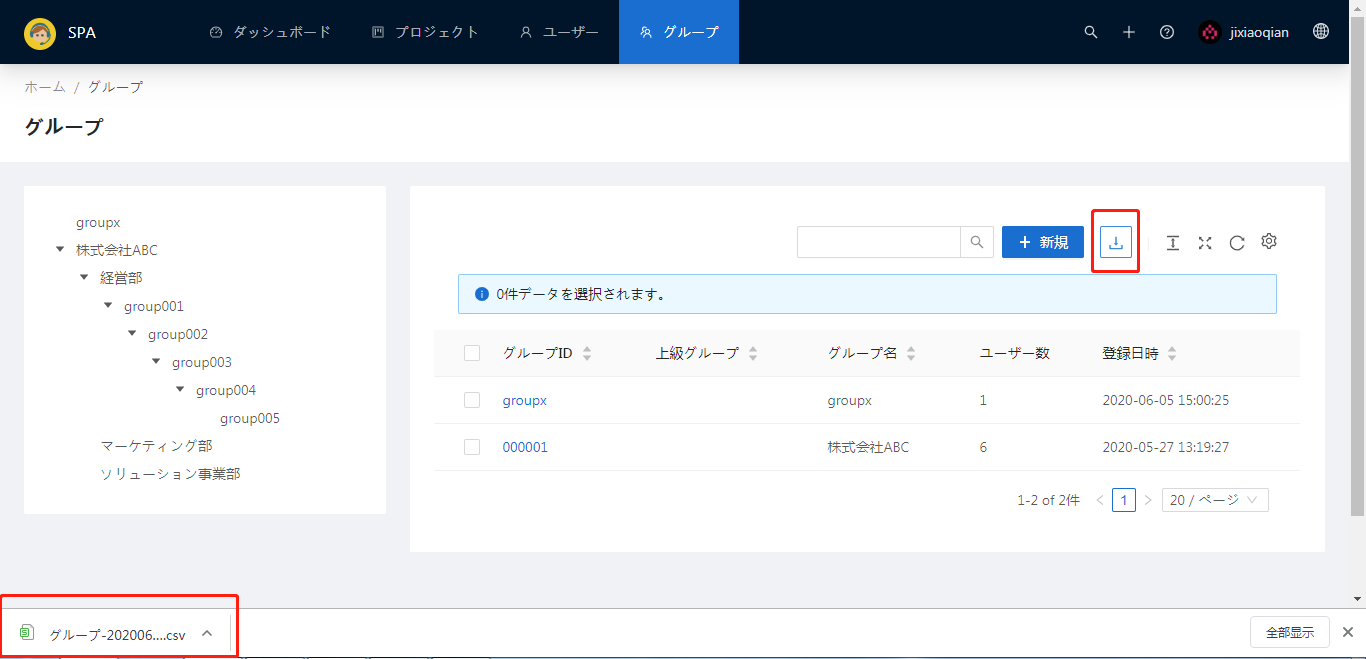 SPA ダッシュボード プロジェクト ユーザー グループ jixiaoqian
ホーム / グループ
グループ
groupx
株式会社ABC
経営部
group001
group002
group003
group004
group005
マーケティング部
ソリューション事業部
+ 新規
0件データを選択されます。
グループID 上級グループ グループ名 ユーザー数 登録日時
groupx groupx 1 2020-06-05 15:00:25
000001 株式会社ABC 6 2020-05-27 13:19:27
1-2 of 2件 < 1 > 20 / ページ
グループ-202006....csv 全部显示